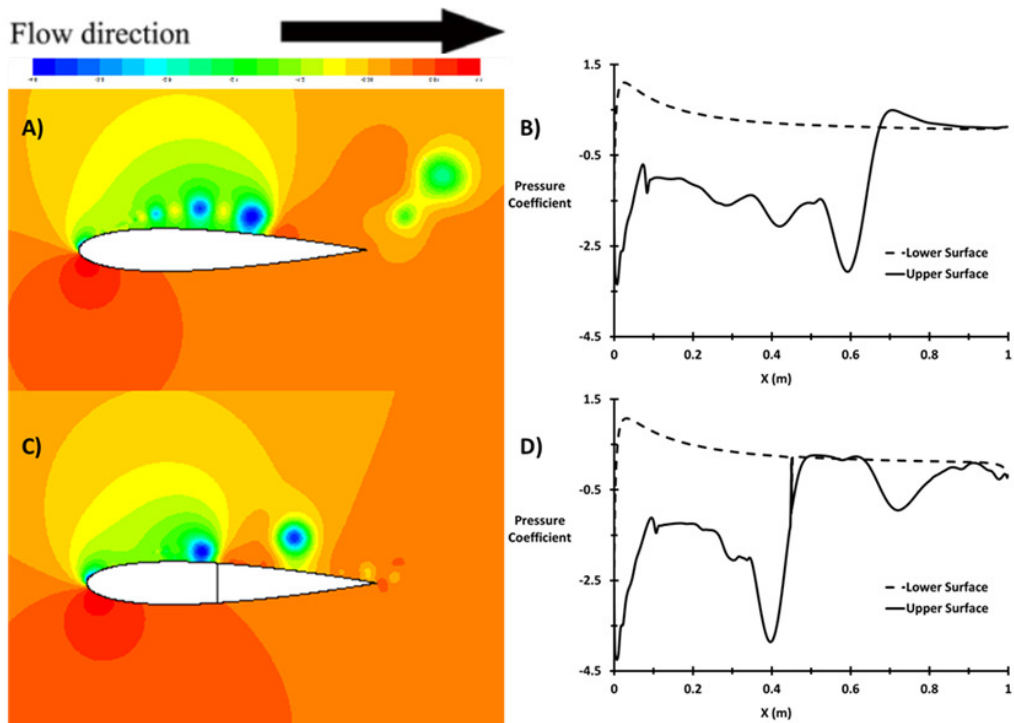 Flow direction
A)
B)
1.5
-0.5
-2.5
-4.5
Pressure
Coefficient
Lower Surface
Upper Surface
0 0.2 0.4 0.6 0.8 1
X (m)
C)
D)
1.5
-0.5
-2.5
-4.5
Pressure
Coefficient
Lower Surface
Upper Surface
0 0.2 0.4 0.6 0.8 1
X (m)